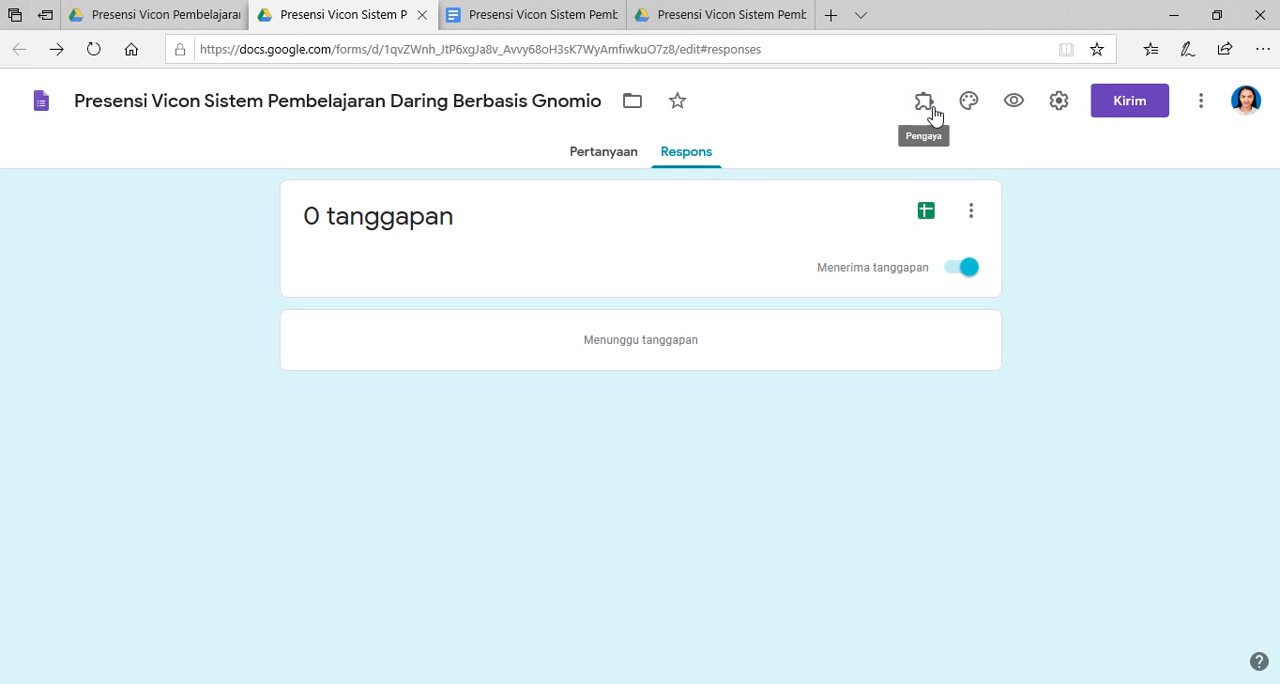 Presensi Vicon Pembelajaran
Presensi Vicon Sistem P
Presensi Vicon Sistem Pemb
Presensi Vicon Sistem Pemb
https://docs.google.com/forms/d/1qvZWnh_JtP6xgJa8v_Avvy68oH3sK7WyAmfiwkuO7z8/edit#responses
Presensi Vicon Sistem Pembelajaran Daring Berbasis Gnomio
Kirim
Pengaya
Pertanyaan
Respons
0 tanggapan
Menerima tanggapan
Menunggu tanggapan